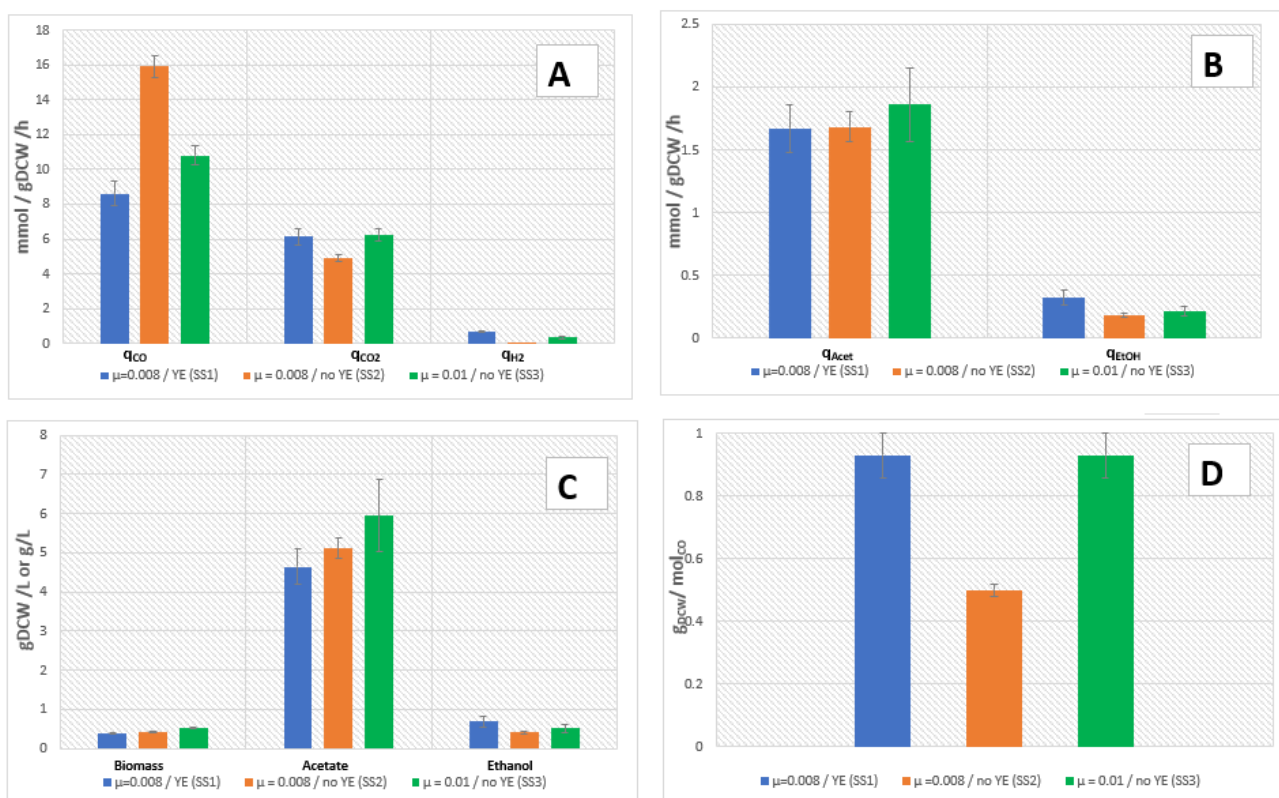 A
mmol / gDCW /h
18
16
14
12
10
8
6
4
2
0
qCO qCO2 qH2
μ=0.008 / YE (SS1) μ = 0.008 / no YE (SS2) μ = 0.01 / no YE (SS3)
B
mmol / gDCW /h
2.5
2
1.5
1
0.5
0
qAcet qEtOH
μ=0.008 / YE (SS1) μ = 0.008 / no YE (SS2) μ = 0.01 / no YE (SS3)
C
gDCW /L or g/L
8
7
6
5
4
3
2
1
0
Biomass Acetate Ethanol
μ=0.008 / YE (SS1) μ = 0.008 / no YE (SS2) μ = 0.01 / no YE (SS3)
D
gDCW/ molCO
1
0.8
0.6
0.4
0.2
0
μ=0.008 / YE (SS1) μ =0.008 / no YE (SS2) μ = 0.01 / no YE (SS3)